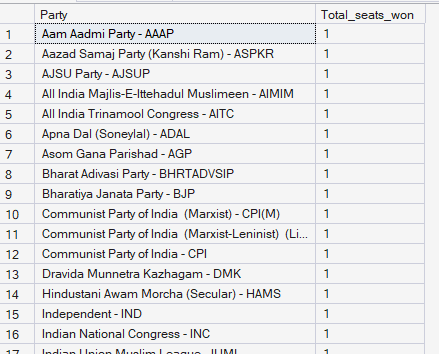 Party Total_seats_won
1 Aam Aadmi Party - AAAP 1
2 Aazad Samaj Party (Kanshi Ram) - ASPKR 1
3 AJSU Party - AJSUP 1
4 All India Majlis-E-Ittehadul Muslimeen - AIMIM 1
5 All India Trinamool Congress - AITC 1
6 Apna Dal (Soneylal) - ADAL 1
7 Asom Gana Parishad - AGP 1
8 Bharat Adivasi Party - BHRTADVSIP 1
9 Bharatiya Janata Party - BJP 1
10 Communist Party of India  (Marxist) - CPI(M) 1
11 Communist Party of India  (Marxist-Leninist)  (Li... 1
12 Communist Party of India - CPI 1
13 Dravida Munnetra Kazhagam - DMK 1
14 Hindustani Awam Morcha (Secular) - HAMS 1
15 Independent - IND 1
16 Indian National Congress - INC 1
17 Indian Union Muslim League - IUML 1